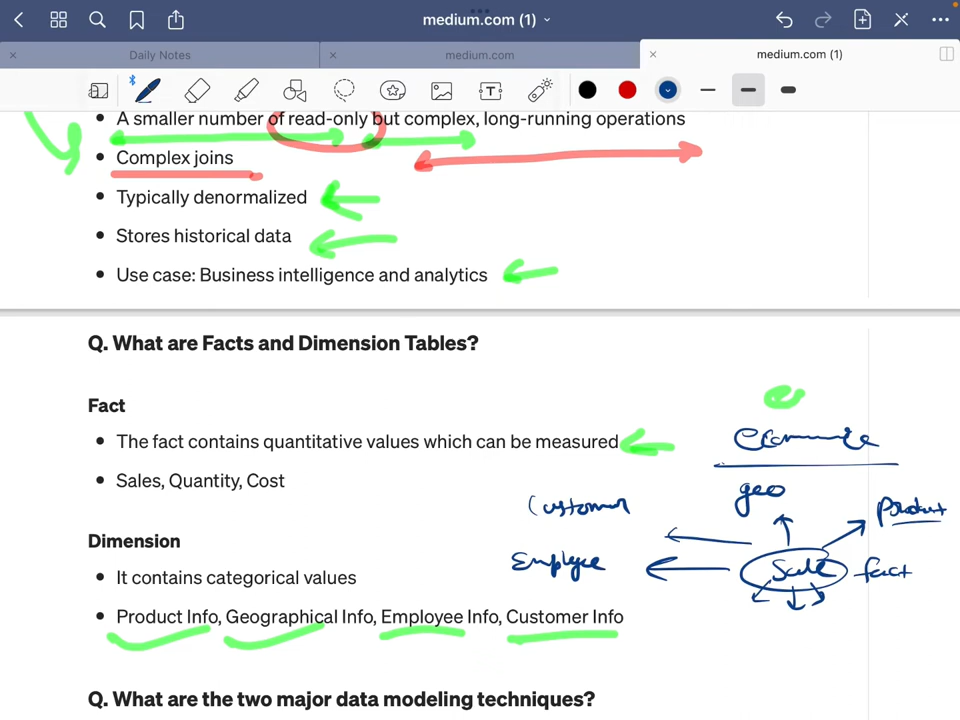 medium.com (1)
Daily Notes
medium.com
medium.com (1)
A smaller number of read-only but complex, long-running operations
Complex joins
Typically denormalized
Stores historical data
Use case: Business intelligence and analytics
Q. What are Facts and Dimension Tables?
Fact
The fact contains quantitative values which can be measured
Sales, Quantity, Cost
geo
Customer
Product
Employee
fact
Dimension
It contains categorical values
Product Info, Geographical Info, Employee Info, Customer Info
Q. What are the two major data modeling techniques?